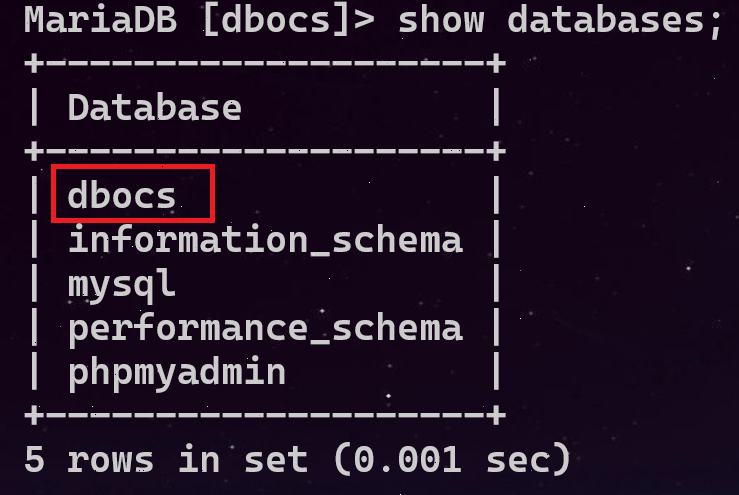 MariaDB [dbocs]> show databases;
+--------------------+
| Database           |
+--------------------+
| dbocs              |
| information_schema |
| mysql              |
| performance_schema |
| phpmyadmin         |
+--------------------+
5 rows in set (0.001 sec)